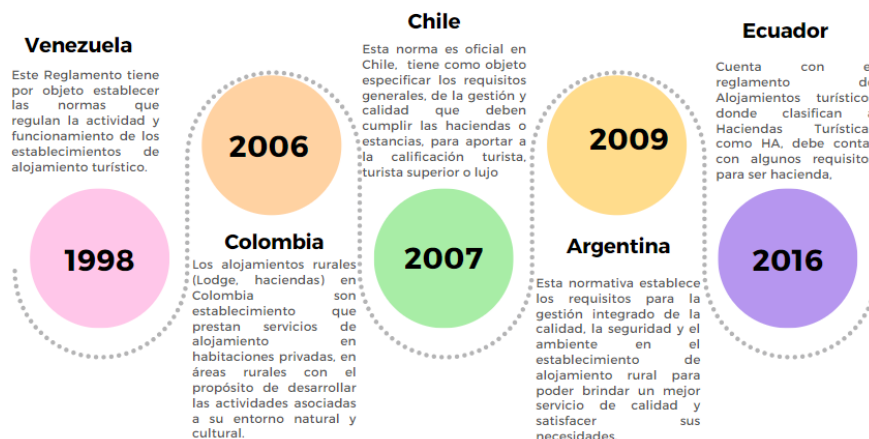 Venezuela
Este Reglamento tiene
por objeto establecer
las normas que
regulan la actividad y
funcionamiento de los
establecimientos de
alojamiento turístico.
1998
2006
Colombia
Los alojamientos rurales
(Lodge, haciendas) en
Colombia son
establecimiento que
prestan servicios de
alojamiento en
habitaciones privadas, en
áreas rurales con el
propósito de desarrollar
las actividades asociadas
a su entorno natural y
cultural.
Chile
Esta norma es oficial en
Chile, tiene como objeto
especificar los requisitos
generales, de la gestión y
calidad que deben
cumplir las haciendas o
estancias, para aportar a
la calificación turista,
turista superior o lujo
2007
2009
Argentina
Esta normativa establece
los requisitos para la
gestión integrado de la
calidad, la seguridad y el
ambiente en el
establecimiento de
alojamiento rural para
poder brindar un mejor
servicio de calidad y
satisfacer sus
necesidades
Ecuador
Cuenta con e
reglamento d
Alojamientos turístico
donde clasifican
Haciendas Turística
como HA, debe conta
con algunos requisito
para ser hacienda,
2016